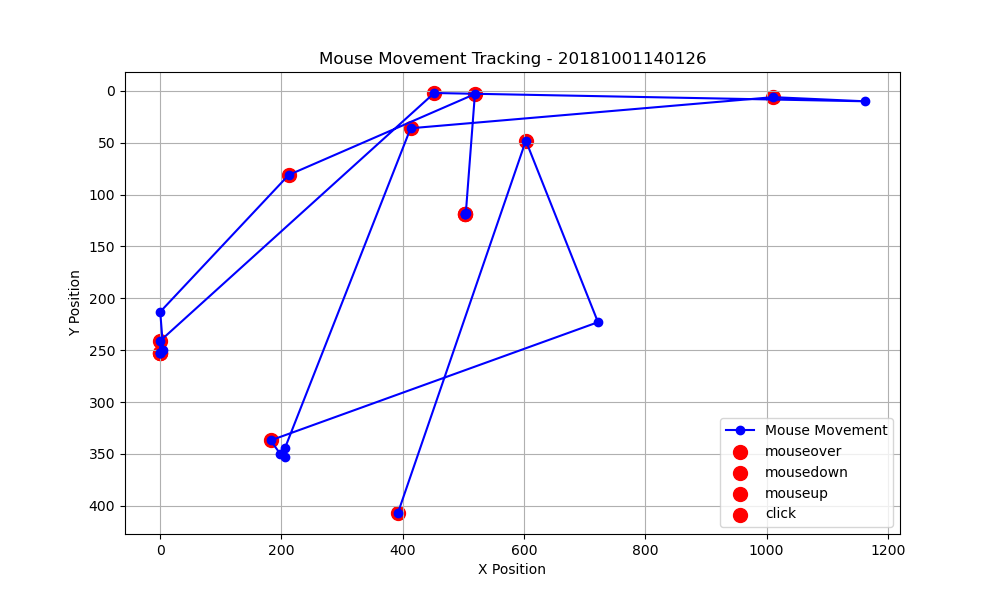 Mouse Movement Tracking - 20181001140126
Y Position
0
50
100
150
200
250
300
350
400
0 200 400 600 800 1000 1200
X Position
Mouse Movement
mouseover
mousedown
mouseup
click